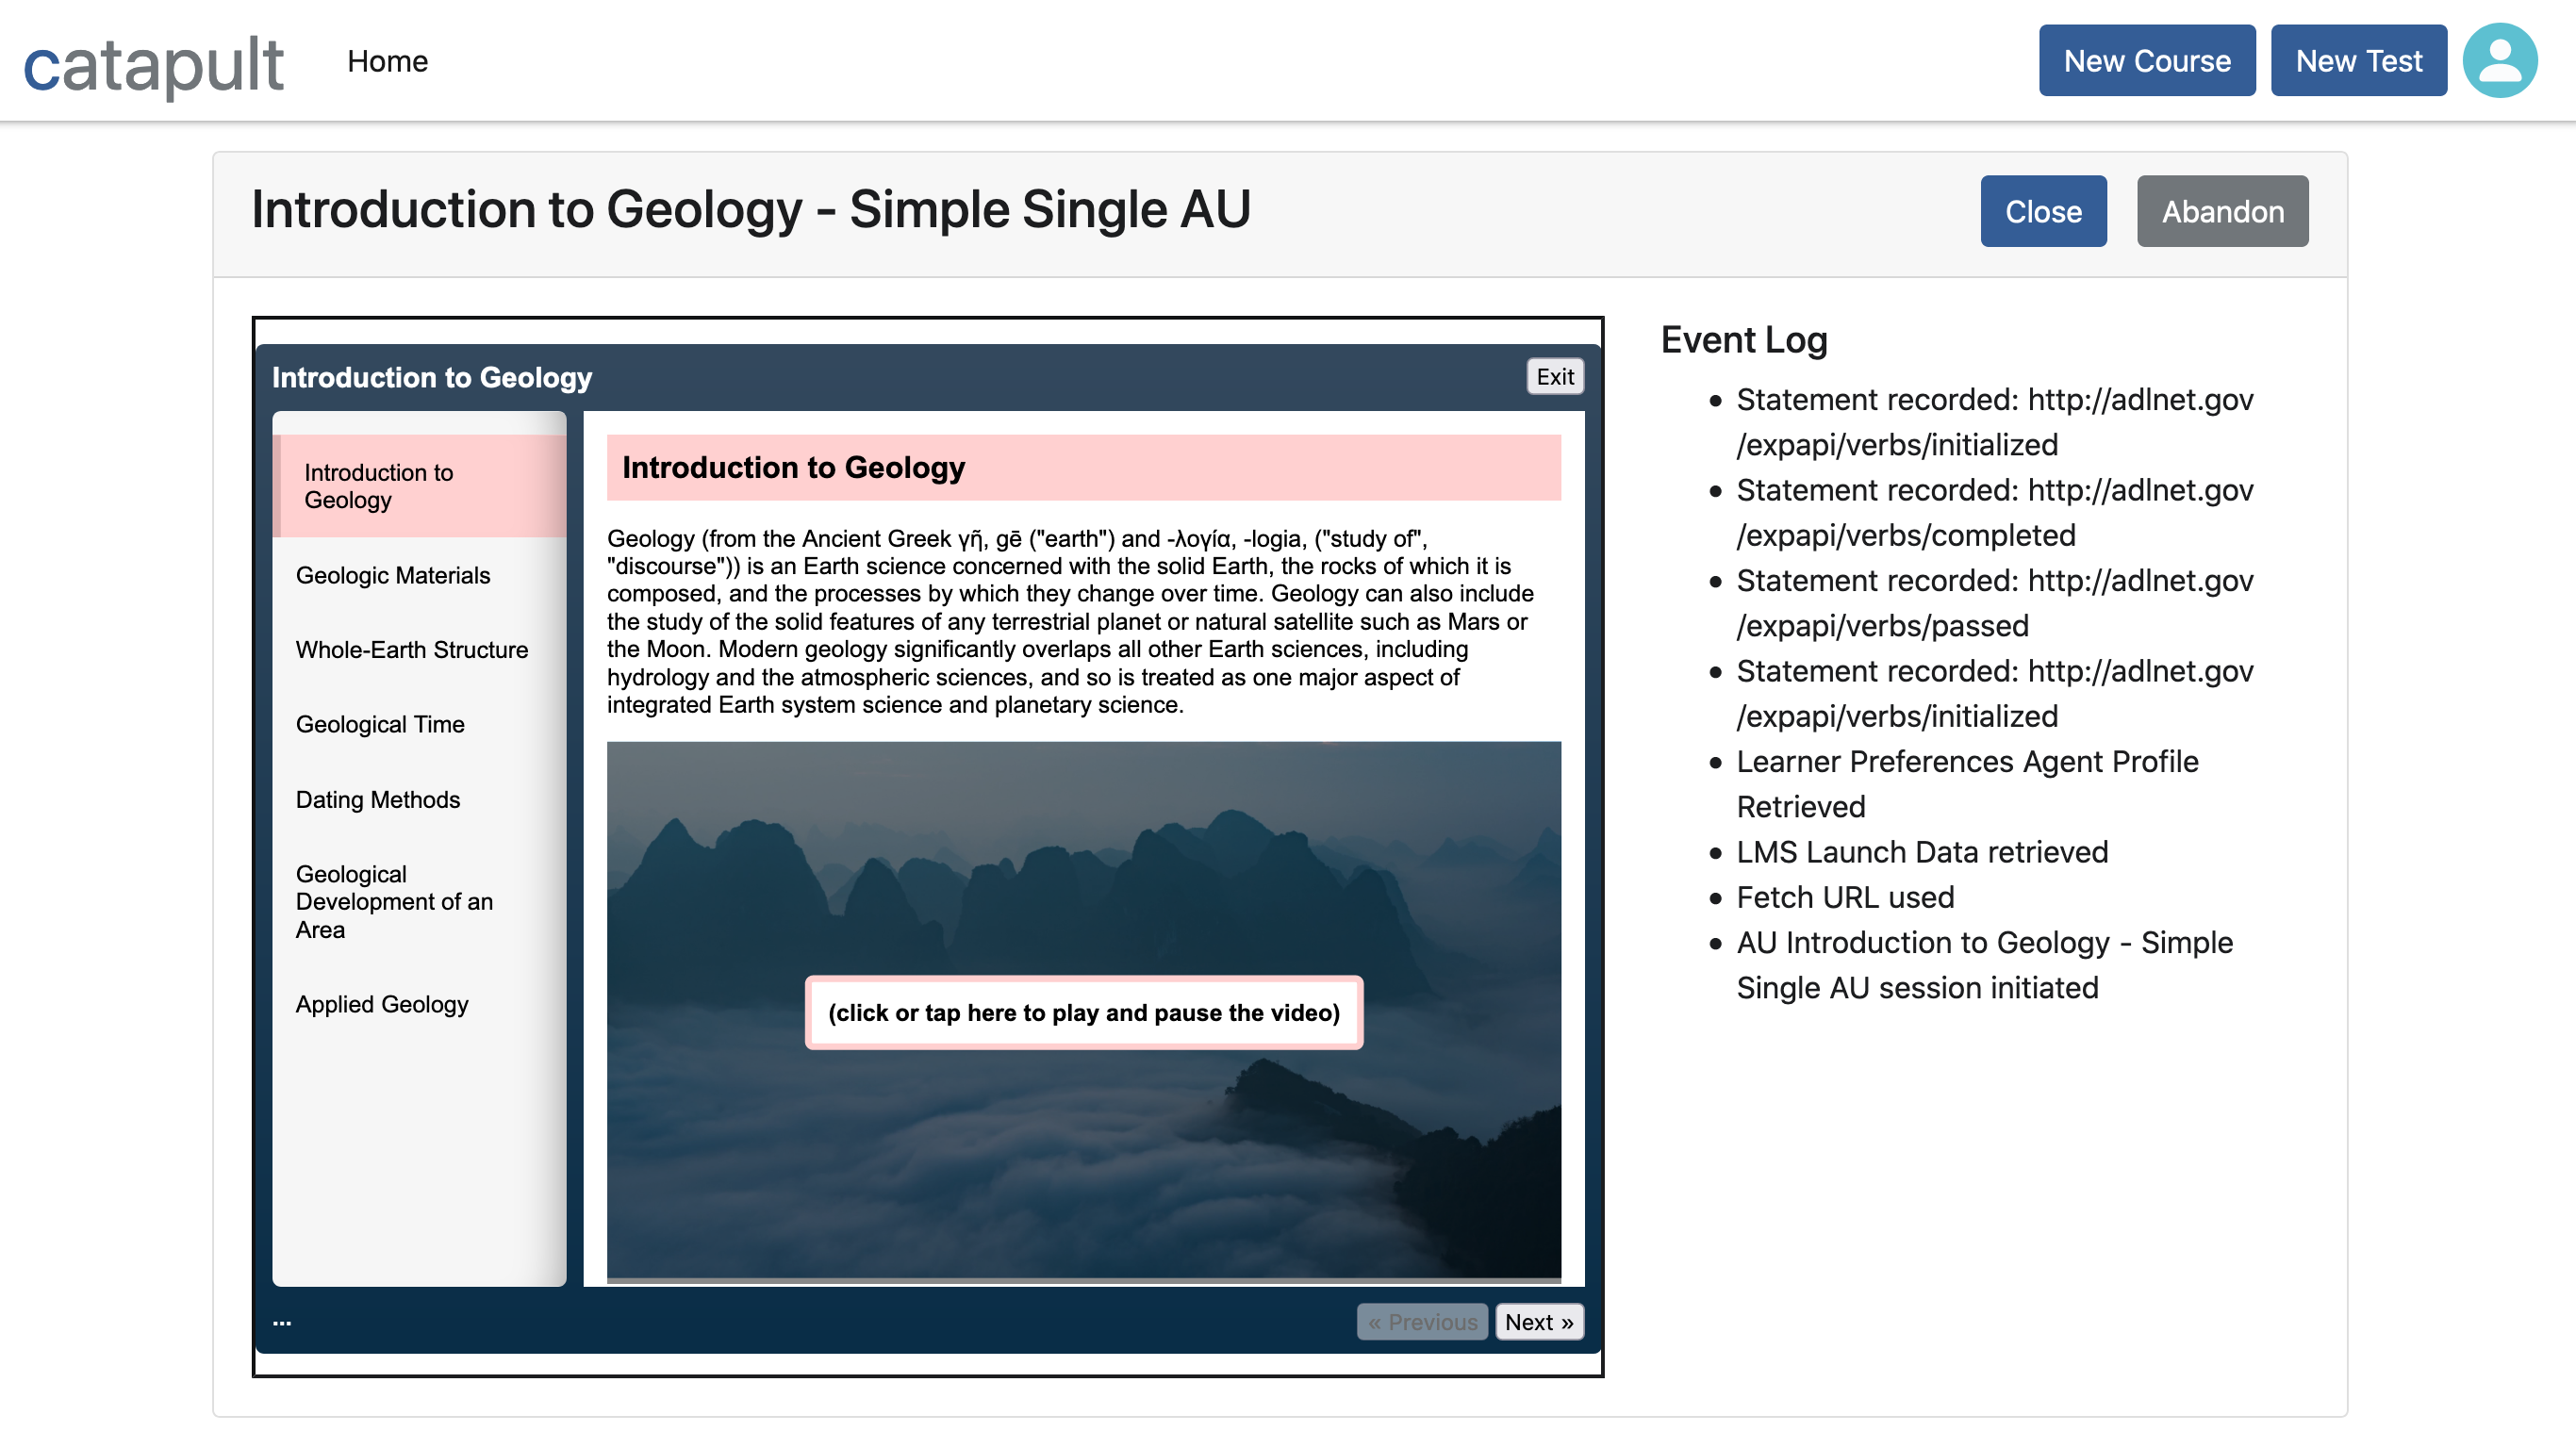 catapult
Home
New Course
New Test
Introduction to Geology - Simple Single AU
Close
Abandon
Introduction to Geology
Exit
Introduction to
Geology
Geologic Materials
Whole-Earth Structure
Geological Time
Dating Methods
Geological
Development of an
Area
Applied Geology
Introduction to Geology
Geology (from the Ancient Greek γῆ, gē ("earth") and -λoγία, -logia, ("study of",
"discourse")) is an Earth science concerned with the solid Earth, the rocks of which it is
composed, and the processes by which they change over time. Geology can also include
the study of the solid features of any terrestrial planet or natural satellite such as Mars or
the Moon. Modern geology significantly overlaps all other Earth sciences, including
hydrology and the atmospheric sciences, and so is treated as one major aspect of
integrated Earth system science and planetary science.
(click or tap here to play and pause the video)
...
« Previous
Next »
Event Log
Statement recorded: http://adlnet.gov
/expapi/verbs/initialized
Statement recorded: http://adlnet.gov
/expapi/verbs/completed
Statement recorded: http://adlnet.gov
/expapi/verbs/passed
Statement recorded: http://adlnet.gov
/expapi/verbs/initialized
Learner Preferences Agent Profile
Retrieved
LMS Launch Data retrieved
Fetch URL used
AU Introduction to Geology - Simple
Single AU session initiated